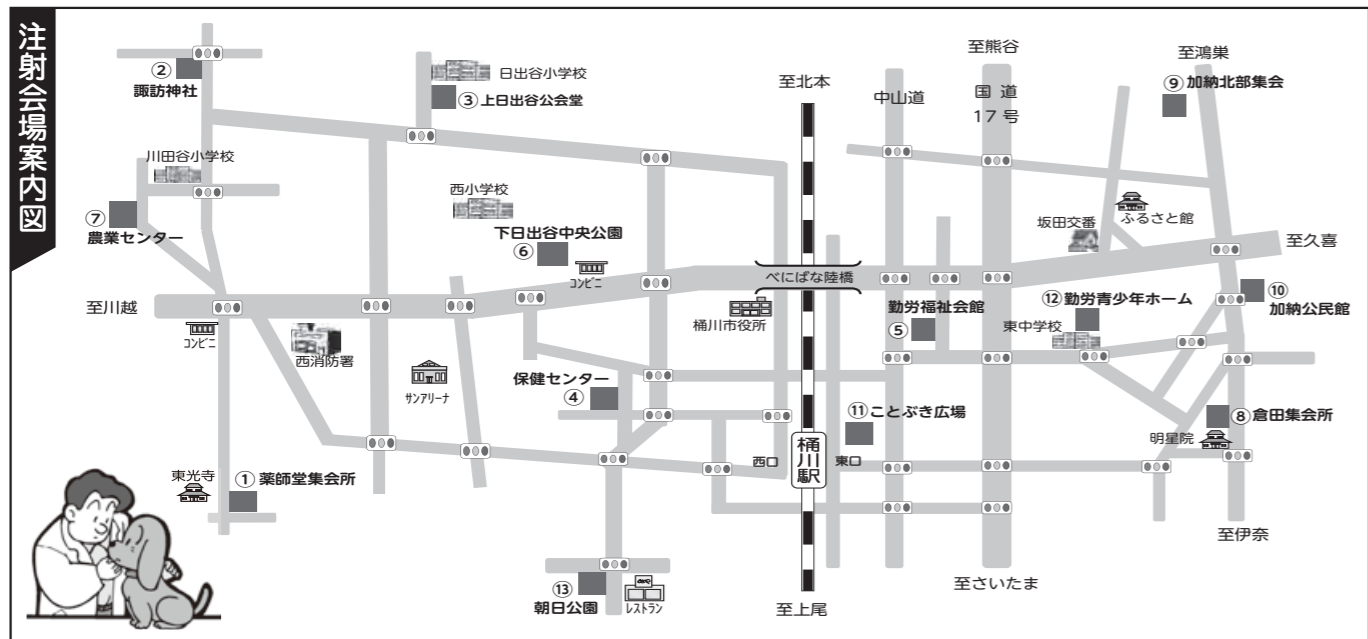 注射会場案内図
②
諏訪神社
日出谷小学校
③上日出谷公会堂
至北本
中山道
国道
17号
至熊谷
至鴻巣
⑨加納北部集会
川田谷小学校
⑦
農業センター
西小学校
下日出谷中央公園
⑥
コンビニ
べにばな陸橋
坂田交番
ふるさと館
至久喜
至川越
コンビニ
西消防署
サンアリーナ
桶川市役所
勤労福祉会館
⑤
⑫勤労青少年ホーム
東中学校
⑩
加納公民館
保健センター
④
⑪ことぶき広場
⑧倉田集会所
明星院
西口
桶川駅
東口
東光寺
①薬師堂集会所
至伊奈
⑬
朝日公園
レストラン
至上尾
至さいたま